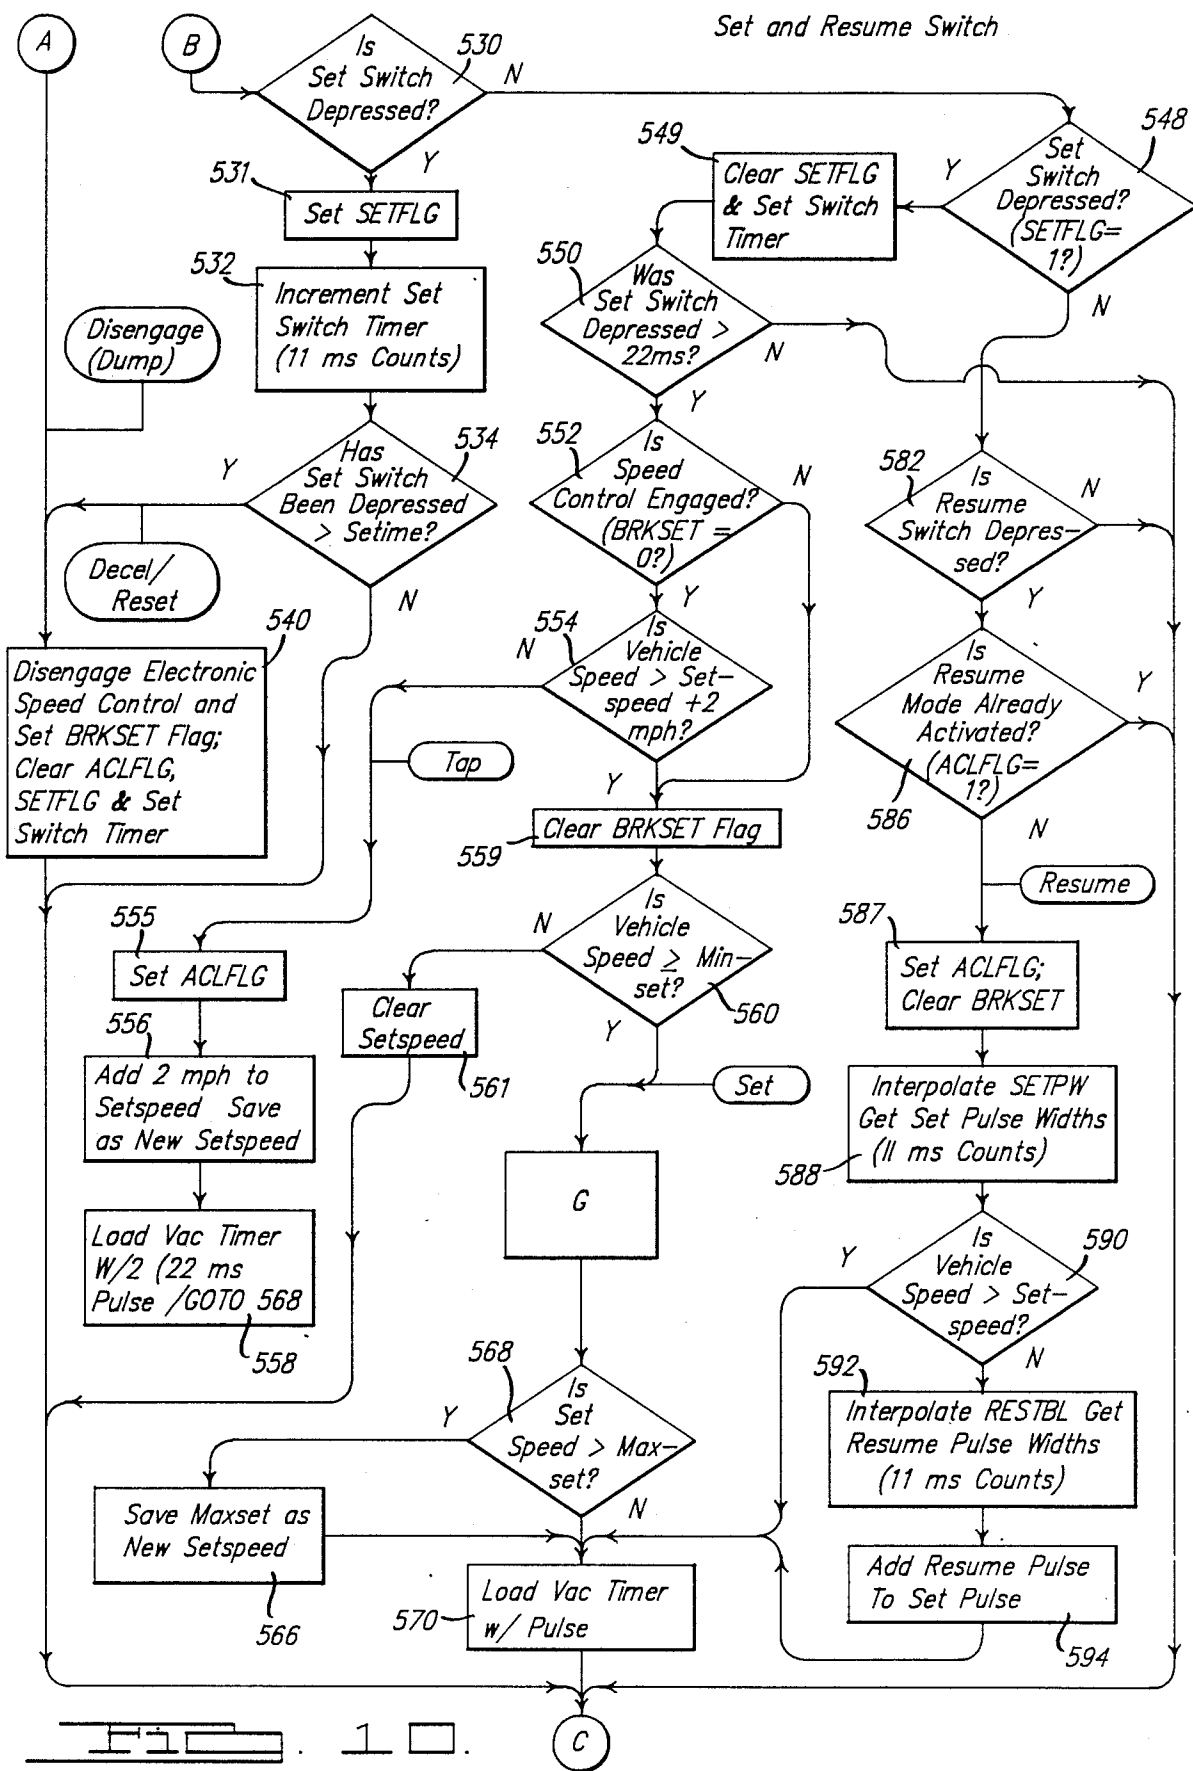 Set and Resume Switch
A
B
Is
Set Switch
Depressed?
530
N
Y
531
Set SETFLG
532
Increment Set
Switch Timer
(11 ms Counts)
Disengage
(Dump)
534
Has
Set Switch
Been Depressed
> Setime?
Y
N
Decel/
Reset
540
Disengage Electronic
Speed Control and
Set BRKSET Flag;
Clear ACLFLG,
SETFLG & Set
Switch Timer
548
Set
Switch
Depressed?
(SETFLG=
1?)
Y
N
549
Clear SETFLG
& Set Switch
Timer
550
Was
Set Switch
Depressed >
22ms?
N
Y
552
Is
Speed
Control Engaged?
(BRKSET =
0?)
N
Y
554
Is
Vehicle
Speed > Set-
speed +2
mph?
N
Y
Tap
Clear BRKSET Flag
559
Is
Vehicle
Speed ≥ Min-
set?
560
N
Y
Clear
Setspeed
561
Set
G
555
Set ACLFLG
556
Add 2 mph to
Setspeed Save
as New Setspeed
Load Vac Timer
W/2 (22 ms
Pulse /GOTO 568
558
568
Is
Set
Speed > Max-
set?
Y
N
Save Maxset as
New Setspeed
566
570
Load Vac Timer
w/ Pulse
582
Is
Resume
Switch Depres-
sed?
N
Y
Is
Resume
Mode Already
Activated?
(ACLFLG=
1?)
586
Y
N
Resume
587
Set ACLFLG;
Clear BRKSET
Interpolate SETPW
Get Set Pulse Widths
(11 ms Counts)
588
Is
Vehicle
Speed > Set-
speed?
590
Y
N
592
Interpolate RESTBL Get
Resume Pulse Widths
(11 ms Counts)
Add Resume Pulse
To Set Pulse
594
C